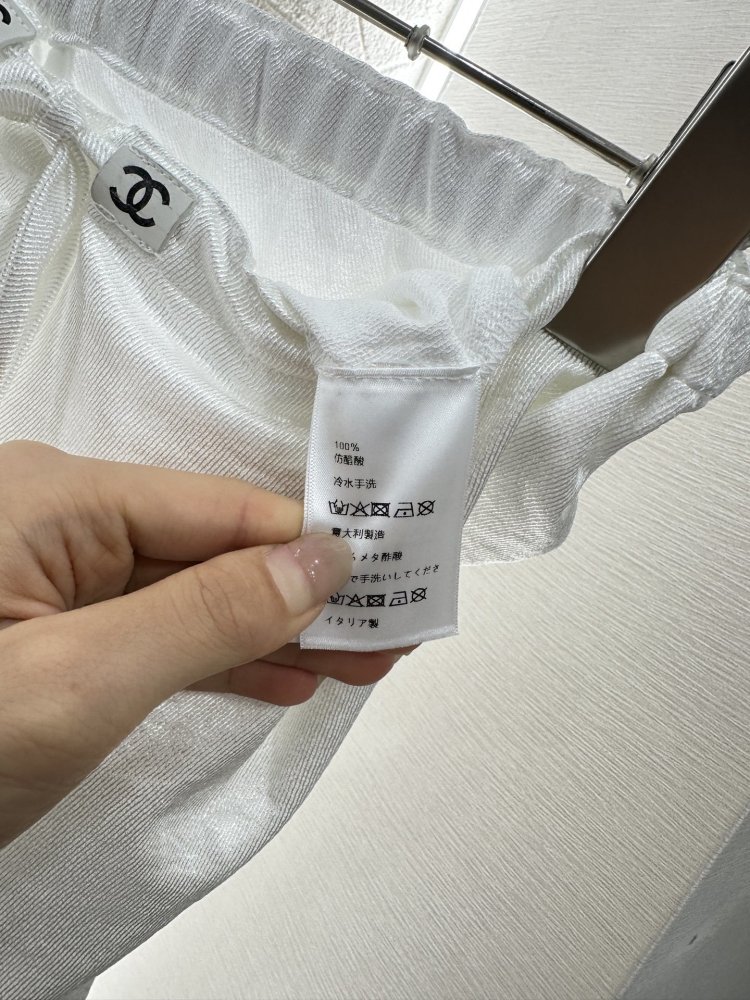 100%
仿醋酸
冷水手洗
意大利製造
メタ酢酸
で手洗いしてくださ
イタリア製